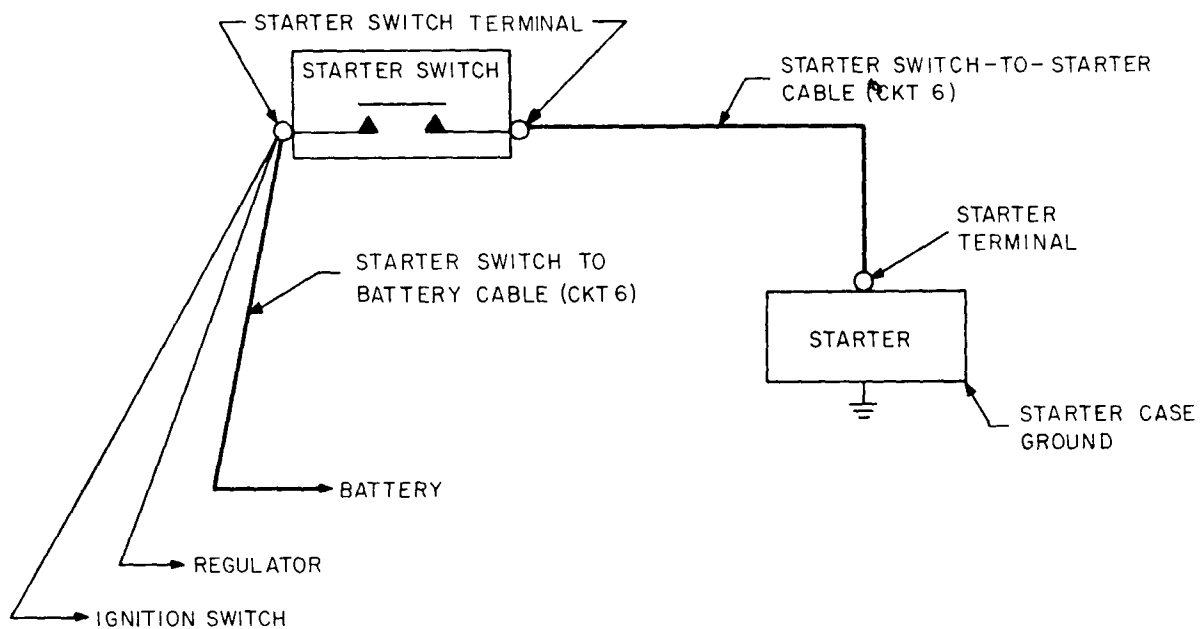 STARTER SWITCH TERMINAL
STARTER SWITCH
STARTER SWITCH-TO-STARTER
CABLE (CKT 6)
STARTER
TERMINAL
STARTER SWITCH TO
BATTERY CABLE (CKT 6)
STARTER
STARTER CASE
GROUND
BATTERY
REGULATOR
IGNITION SWITCH